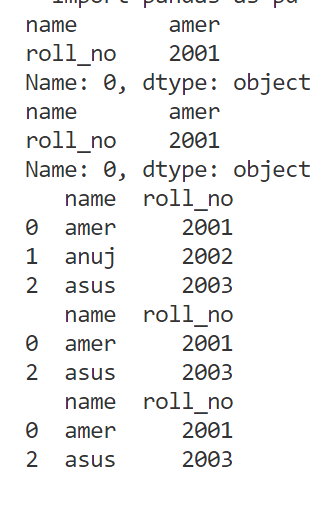 import pandas as pd
name       amer
roll_no    2001
Name: 0, dtype: object
name       amer
roll_no    2001
Name: 0, dtype: object
   name  roll_no
0  amer     2001
1  anuj     2002
2  asus     2003
   name  roll_no
0  amer     2001
2  asus     2003
   name  roll_no
0  amer     2001
2  asus     2003